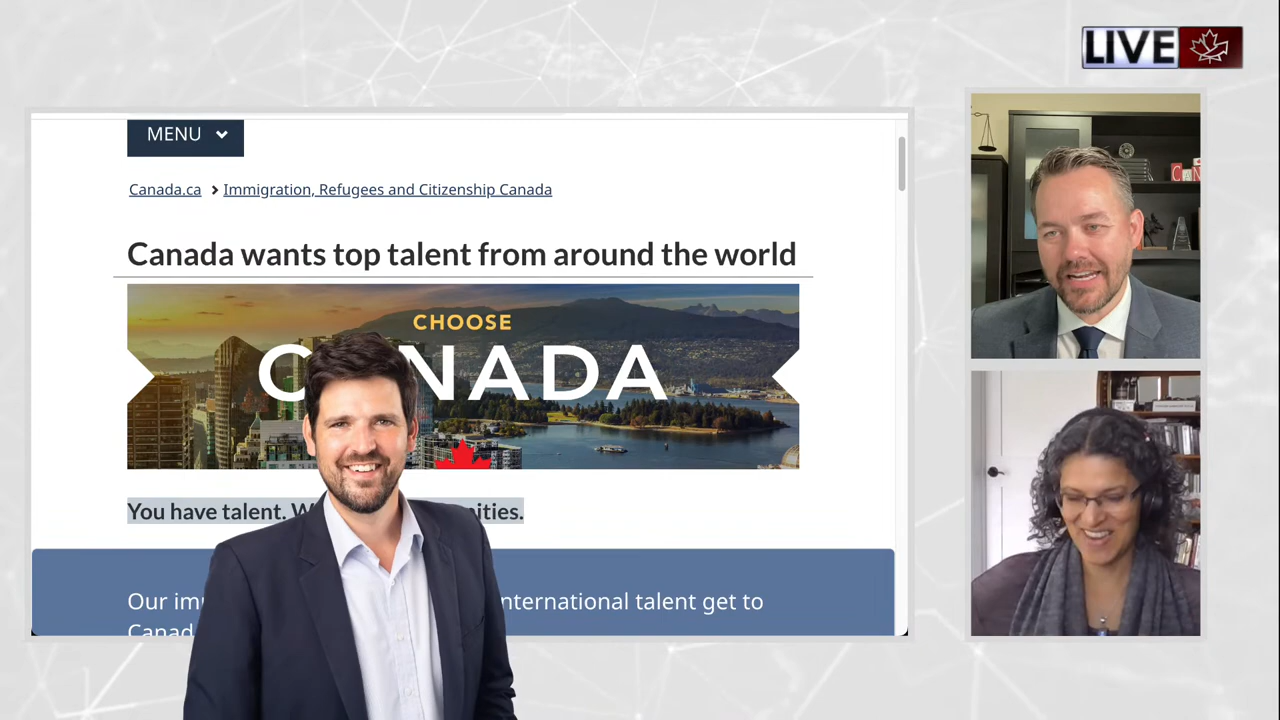 LIVE
MENU
Canada.ca > Immigration, Refugees and Citizenship Canada
Canada wants top talent from around the world
CHOOSE
C NADA
You have talent. W ities.
Our im nternational talent get to
Canad